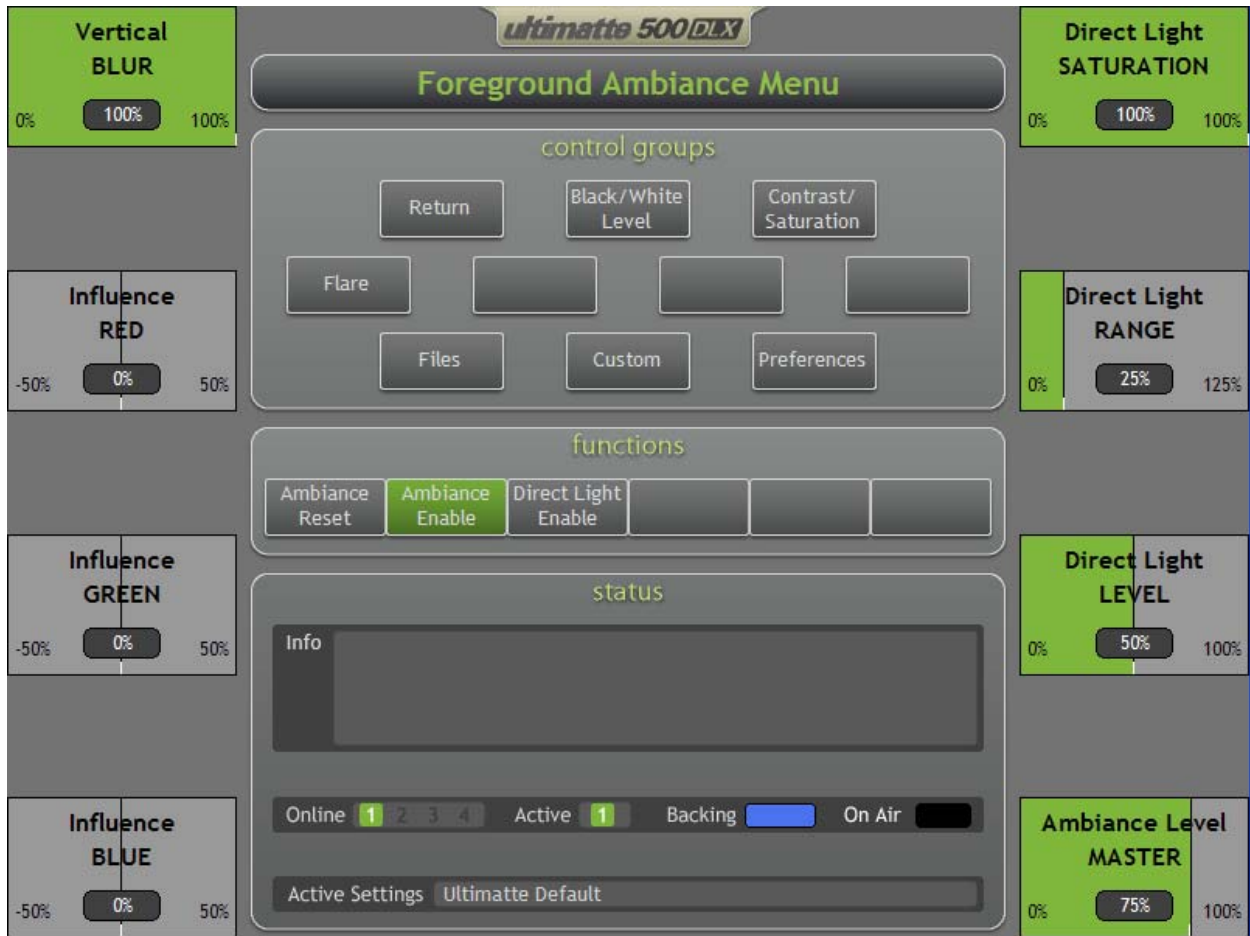 ultimatte 500 DLX
Foreground Ambiance Menu
Vertical
BLUR
0% 100% 100%
Influence
RED
-50% 0% 50%
Influence
GREEN
-50% 0% 50%
Influence
BLUE
-50% 0% 50%
control groups
Return
Black/White
Level
Contrast/
Saturation
Flare
Files
Custom
Preferences
functions
Ambiance
Reset
Ambiance
Enable
Direct Light
Enable
status
Info
Online 1 2 3 4 Active 1 Backing On Air
Active Settings Ultimatte Default
Direct Light
SATURATION
0% 100% 100%
Direct Light
RANGE
0% 25% 125%
Direct Light
LEVEL
0% 50% 100%
Ambiance Level
MASTER
0% 75% 100%